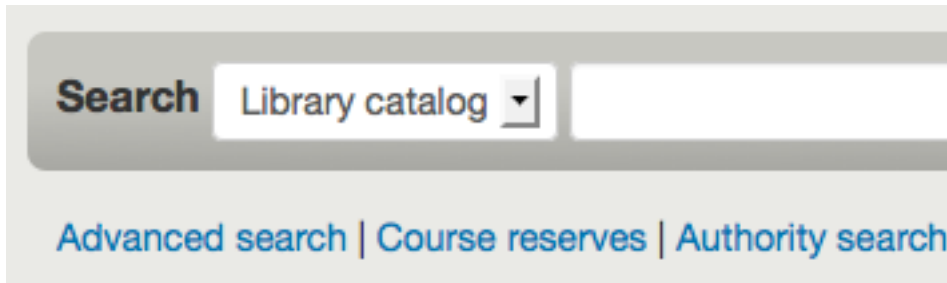 Search Library catalog
Advanced search | Course reserves | Authority search